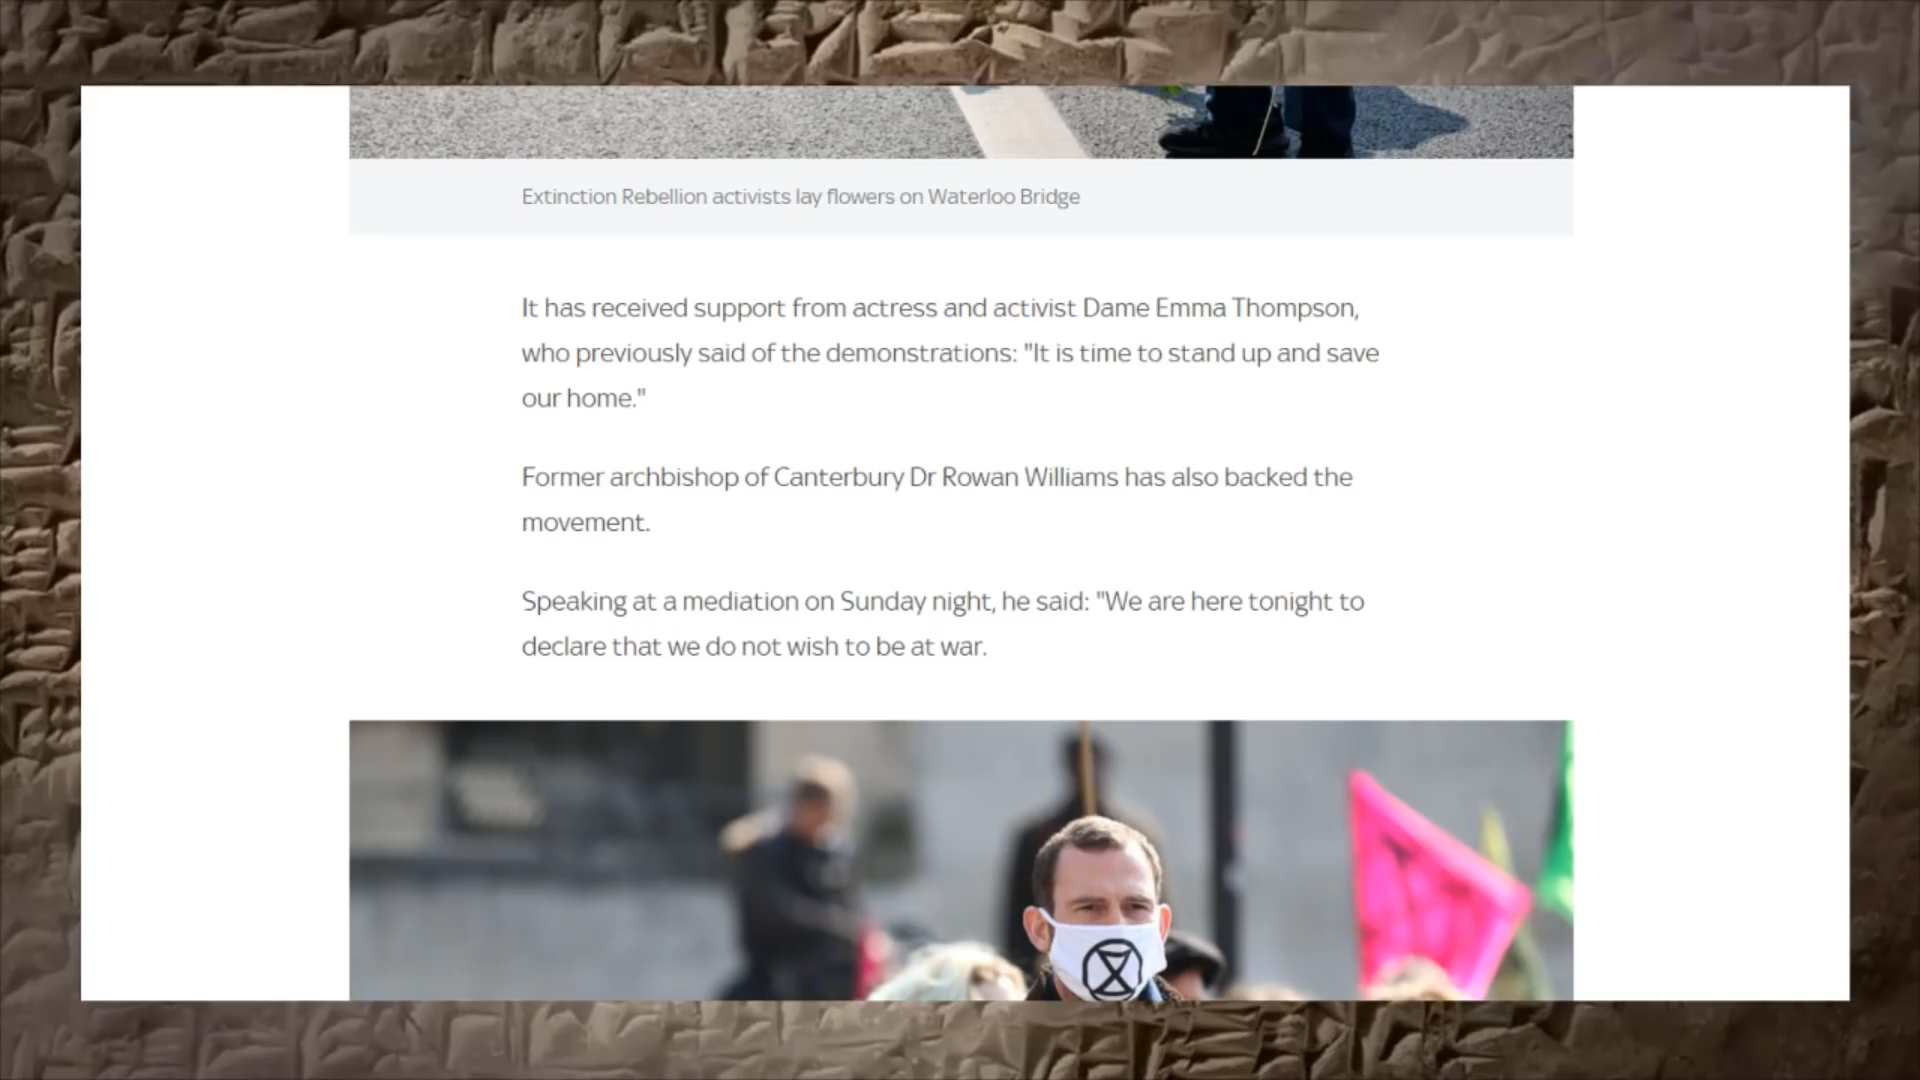 Extinction Rebellion activists lay flowers on Waterloo Bridge
It has received support from actress and activist Dame Emma Thompson,
who previously said of the demonstrations: "It is time to stand up and save
our home."
Former archbishop of Canterbury Dr Rowan Williams has also backed the
movement.
Speaking at a mediation on Sunday night, he said: "We are here tonight to
declare that we do not wish to be at war.